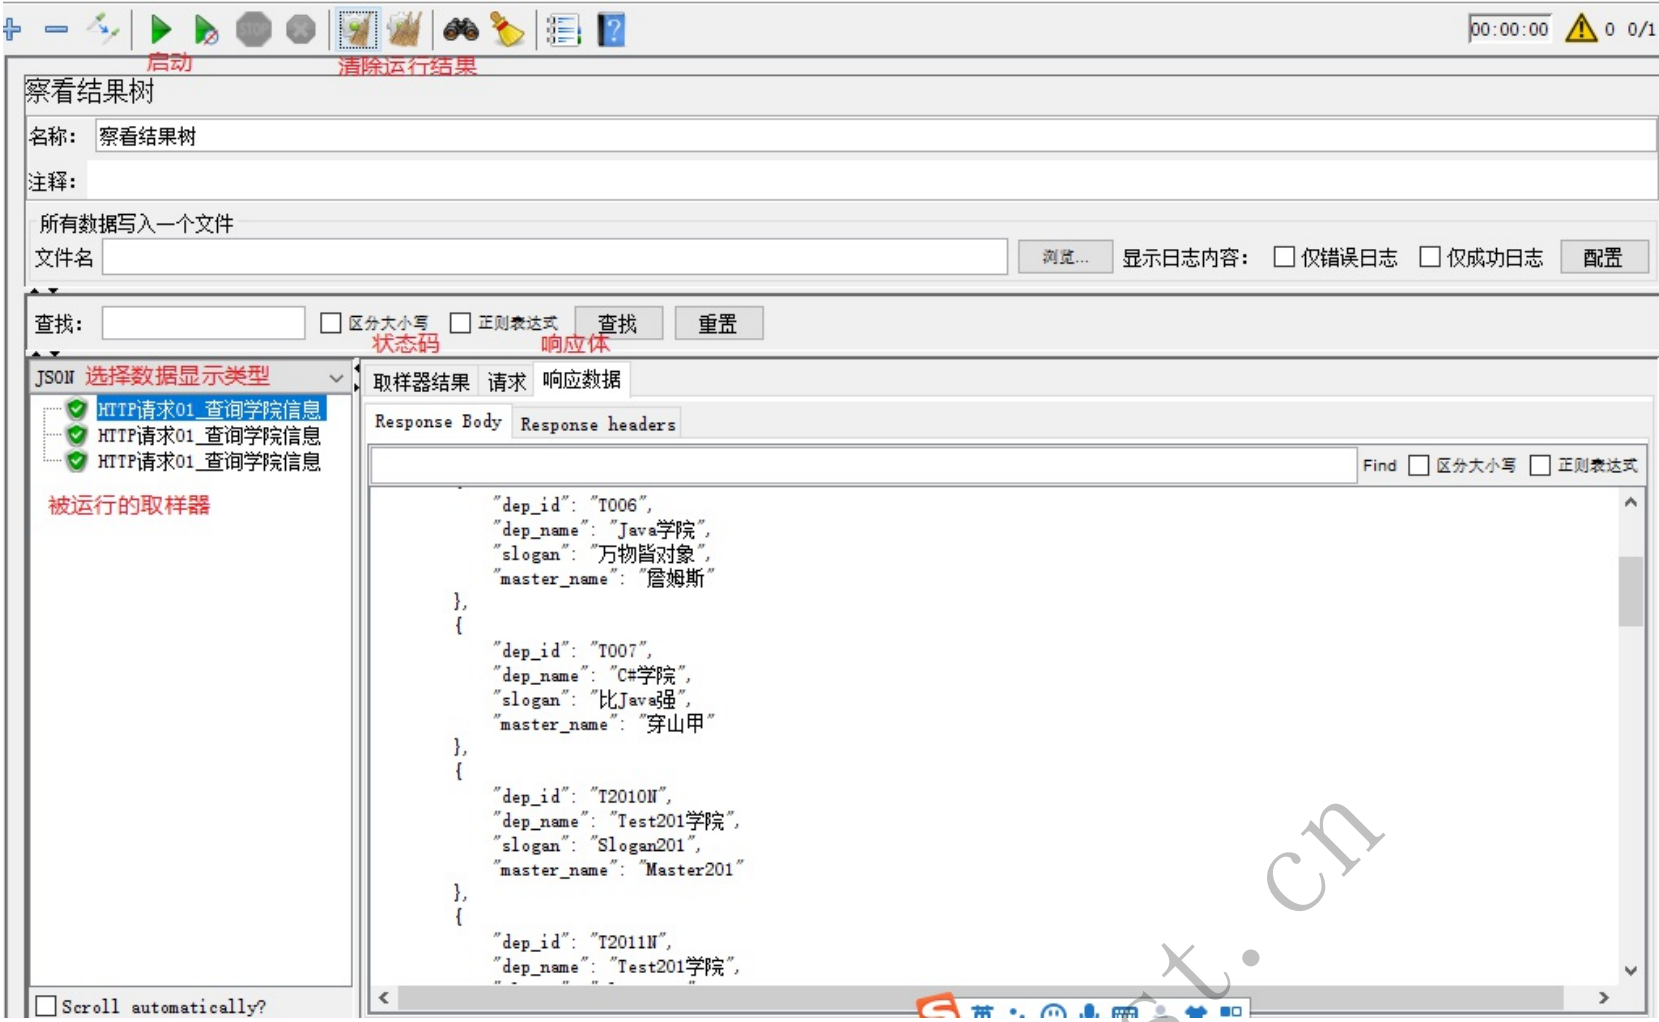 STOP
00:00:00 0 0/1
启动
清除运行结果
察看结果树
名称： 察看结果树
注释：
所有数据写入一个文件
文件名 浏览... 显示日志内容： 仅错误日志 仅成功日志 配置
查找： 区分大小写 正则表达式 查找 重置
状态码 响应体
JSON 选择数据显示类型
取样器结果 请求 响应数据
HTTP请求01_查询学院信息
HTTP请求01_查询学院信息
HTTP请求01_查询学院信息
被运行的取样器
Response Body Response headers
Find 区分大小写 正则表达式
"dep_id": "T006",
"dep_name": "Java学院",
"slogan": "万物皆对象",
"master_name": "詹姆斯"
},
{
"dep_id": "T007",
"dep_name": "C#学院",
"slogan": "比Java强",
"master_name": "穿山甲"
},
{
"dep_id": "T2010N",
"dep_name": "Test201学院",
"slogan": "Slogan201",
"master_name": "Master201"
},
{
"dep_id": "T2011N",
"dep_name": "Test201学院",
Scroll automatically?
英
st.cn